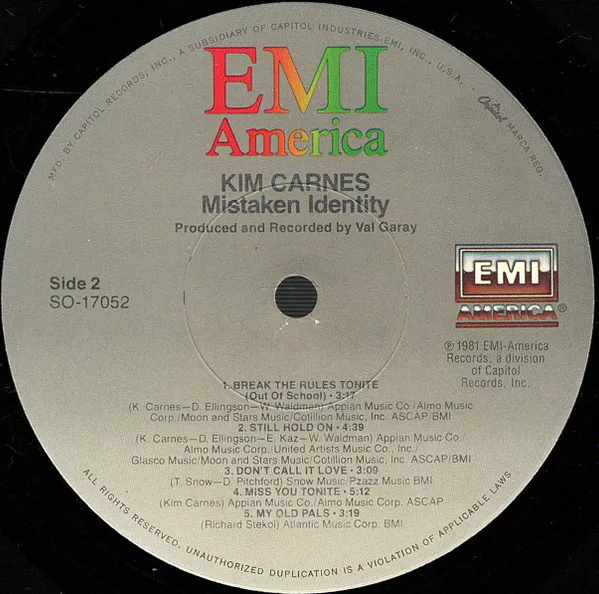 MFD. BY CAPITOL RECORDS, INC., A SUBSIDIARY OF CAPITOL INDUSTRIES-EMI, INC., U.S.A.
Capitol MARCA REG.
EMI
America
KIM CARNES
Mistaken Identity
Produced and Recorded by Val Garay
Side 2
SO-17052
EMI
AMERICA®
℗ 1981 EMI-America
Records, a division
of Capitol
Records, Inc.
1. BREAK THE RULES TONITE
(Out Of School) • 3:17
(K. Carnes—D. Ellingson—W. Waldman) Appian Music Co./Almo Music
Corp./Moon and Stars Music/Cotillion Music, Inc. ASCAP/BMI
2. STILL HOLD ON • 4:39
(K. Carnes—D. Ellingson—E. Kaz—W. Waldman) Appian Music Co./
Almo Music Corp./United Artists Music Co., Inc./
Glasco Music/Moon and Stars Music/Cotillion Music, Inc. ASCAP/BMI
3. DON'T CALL IT LOVE • 3:09
(T. Snow—D. Pitchford) Snow Music/Pzazz Music BMI
4. MISS YOU TONITE • 5:12
(Kim Carnes) Appian Music Co./Almo Music Corp. ASCAP
5. MY OLD PALS • 3:19
(Richard Stekol) Atlantic Music Corp. BMI
ALL RIGHTS RESERVED. UNAUTHORIZED DUPLICATION IS A VIOLATION OF APPLICABLE LAWS